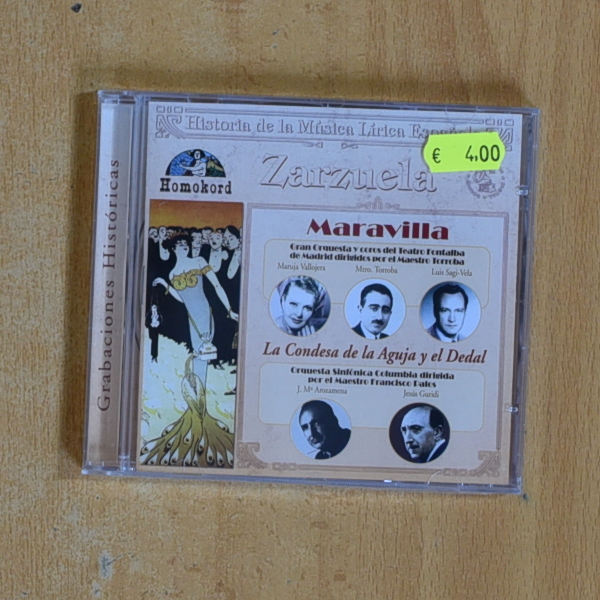 Historia de la Música Lírica Española
€ 4,00
Homokord
Zarzuela
Grabaciones Históricas
Maravilla
Gran Orquesta y coros del Teatro Fontalba
de Madrid dirigidos por el Maestro Torroba
Maruja Vallojera Mtro. Torroba Luis Sagi-Vela
La Condesa de la Aguja y el Dedal
Orquesta Sinfónica Columbia dirigida
por el Maestro Francisco Palos
J. Mª Arozamena Jesús Guridi